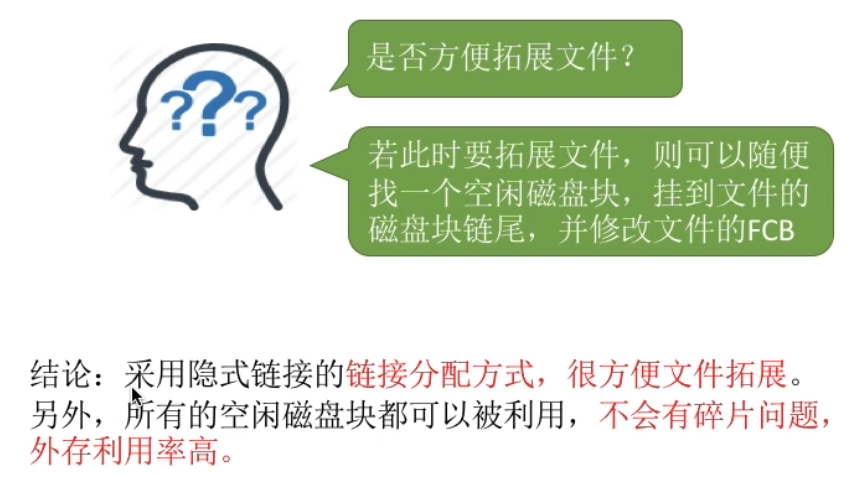 ???
是否方便拓展文件？
若此时要拓展文件，则可以随便
找一个空闲磁盘块，挂到文件的
磁盘块链尾，并修改文件的FCB
结论：采用隐式链接的链接分配方式，很方便文件拓展。
另外，所有的空闲磁盘块都可以被利用，不会有碎片问题，
外存利用率高。